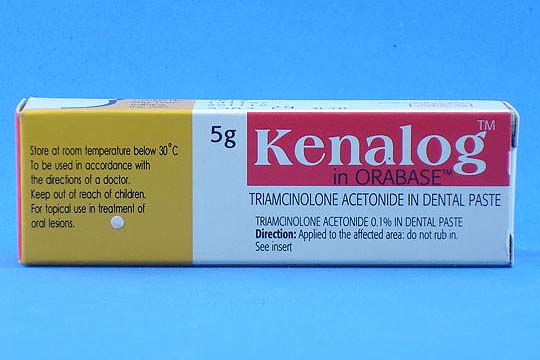 Store at room temperature below 30°C
To be used in accordance with
the directions of a doctor.
Keep out of reach of children.
For topical use in treatment of
oral lesions.
5g
Kenalog™
in ORABASE™
TRIAMCINOLONE ACETONIDE IN DENTAL PASTE
TRIAMCINOLONE ACETONIDE 0.1% IN DENTAL PASTE
Direction: Applied to the affected area: do not rub in.
See insert